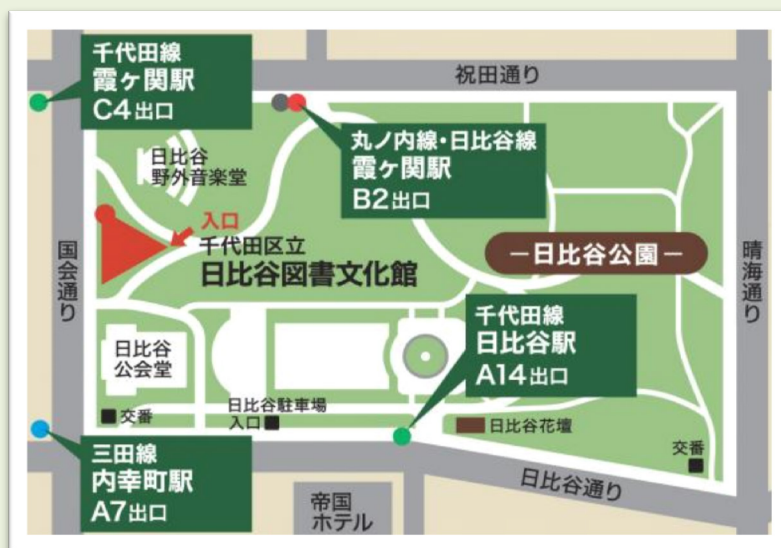 千代田線
霞ヶ関駅
C4出口
祝田通り
丸ノ内線・日比谷線
霞ヶ関駅
B2出口
日比谷
野外音楽堂
入口
千代田区立
日比谷図書文化館
国会通り
−日比谷公園−
晴海通り
千代田線
日比谷駅
A14出口
日比谷
公会堂
交番
日比谷駐車場
入口
日比谷花壇
交番
三田線
内幸町駅
A7出口
帝国
ホテル
日比谷通り